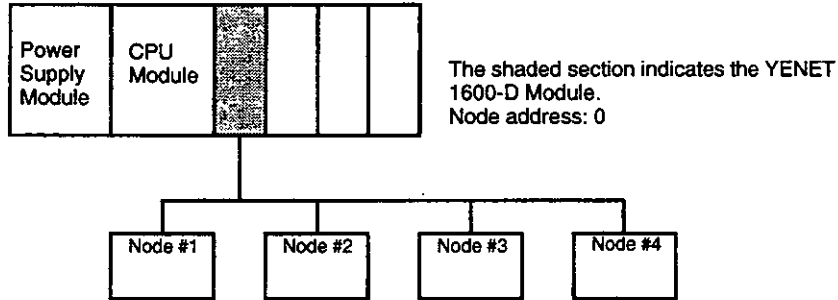 Power
Supply
Module
CPU
Module
The shaded section indicates the YENET
1600-D Module.
Node address: 0
Node #1
Node #2
Node #3
Node #4